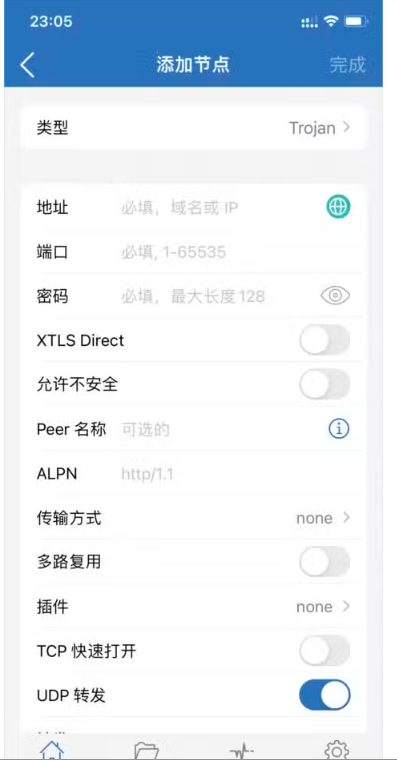 23:05
添加节点
完成
类型 Trojan
地址 必填，域名或 IP
端口 必填, 1-65535
密码 必填，最大长度 128
XTLS Direct
允许不安全
Peer 名称 可选的
ALPN http/1.1
传输方式 none
多路复用
插件 none
TCP 快速打开
UDP 转发